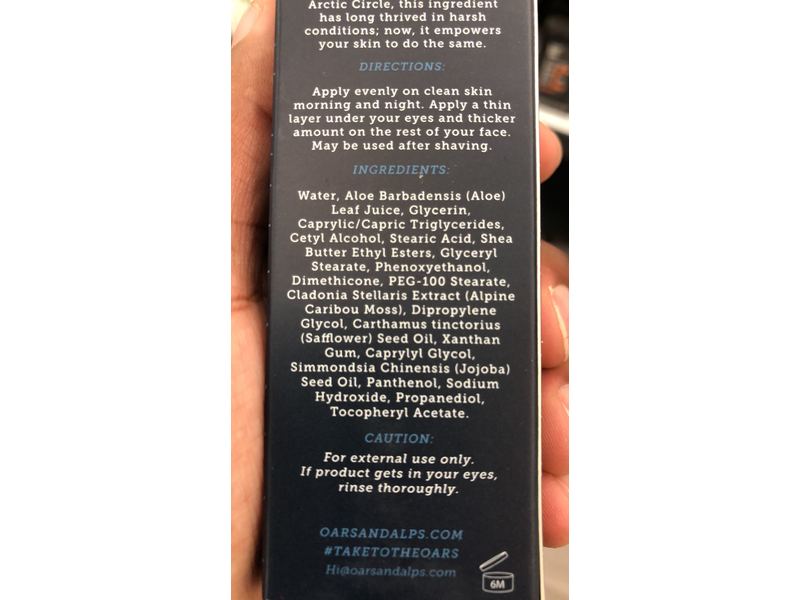 Arctic Circle, this ingredient
has long thrived in harsh
conditions; now, it empowers
your skin to do the same.
DIRECTIONS:
Apply evenly on clean skin
morning and night. Apply a thin
layer under your eyes and thicker
amount on the rest of your face.
May be used after shaving.
INGREDIENTS:
Water, Aloe Barbadensis (Aloe)
Leaf Juice, Glycerin,
Caprylic/Capric Triglycerides,
Cetyl Alcohol, Stearic Acid, Shea
Butter Ethyl Esters, Glyceryl
Stearate, Phenoxyethanol,
Dimethicone, PEG-100 Stearate,
Cladonia Stellaris Extract (Alpine
Caribou Moss), Dipropylene
Glycol, Carthamus tinctorius
(Safflower) Seed Oil, Xanthan
Gum, Caprylyl Glycol,
Simmondsia Chinensis (Jojoba)
Seed Oil, Panthenol, Sodium
Hydroxide, Propanediol,
Tocopheryl Acetate.
CAUTION:
For external use only.
If product gets in your eyes,
rinse thoroughly.
OARSANDALPS.COM
#TAKETOTHEOARS
Hi@oarsandalps.com
6M